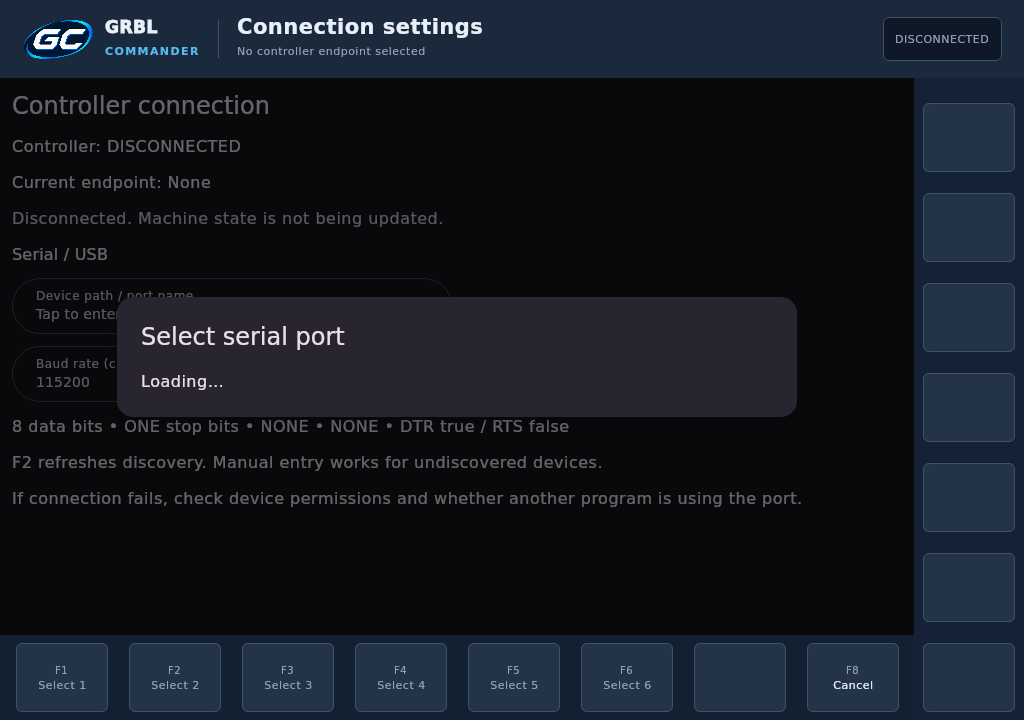 GC
GRBL
COMMANDER
Connection settings
No controller endpoint selected
DISCONNECTED
Controller connection
Controller: DISCONNECTED
Current endpoint: None
Disconnected. Machine state is not being updated.
Serial / USB
Device path / port name
Tap to enter
Baud rate (c
115200
Select serial port
Loading...
8 data bits • ONE stop bits • NONE • NONE • DTR true / RTS false
F2 refreshes discovery. Manual entry works for undiscovered devices.
If connection fails, check device permissions and whether another program is using the port.
F1
Select 1
F2
Select 2
F3
Select 3
F4
Select 4
F5
Select 5
F6
Select 6
F8
Cancel